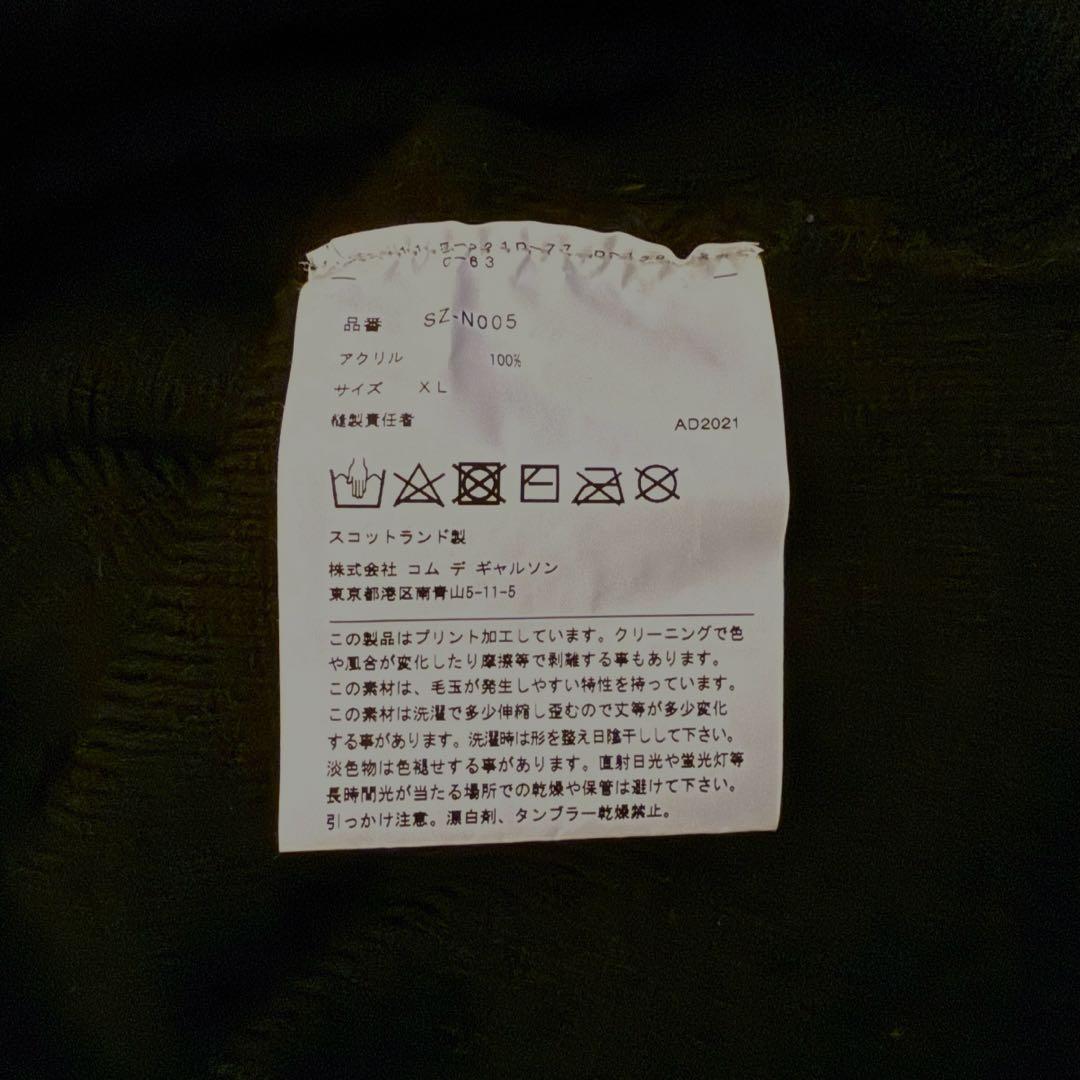 品番 SZ-N005
アクリル 100%
サイズ XL
縫製責任者 AD2021
スコットランド製
株式会社 コム デ ギャルソン
東京都港区南青山5-11-5
この製品はプリント加工しています。クリーニングで色
や風合が変化したり摩擦等で剥離する事もあります。
この素材は、毛玉が発生しやすい特性を持っています。
この素材は洗濯で多少伸縮し歪むので丈等が多少変化
する事があります。洗濯時は形を整え日陰干しして下さい。
淡色物は色褪せする事があります。直射日光や蛍光灯等
長時間光が当たる場所での乾燥や保管は避けて下さい。
引っかけ注意。漂白剤、タンブラー乾燥禁止。